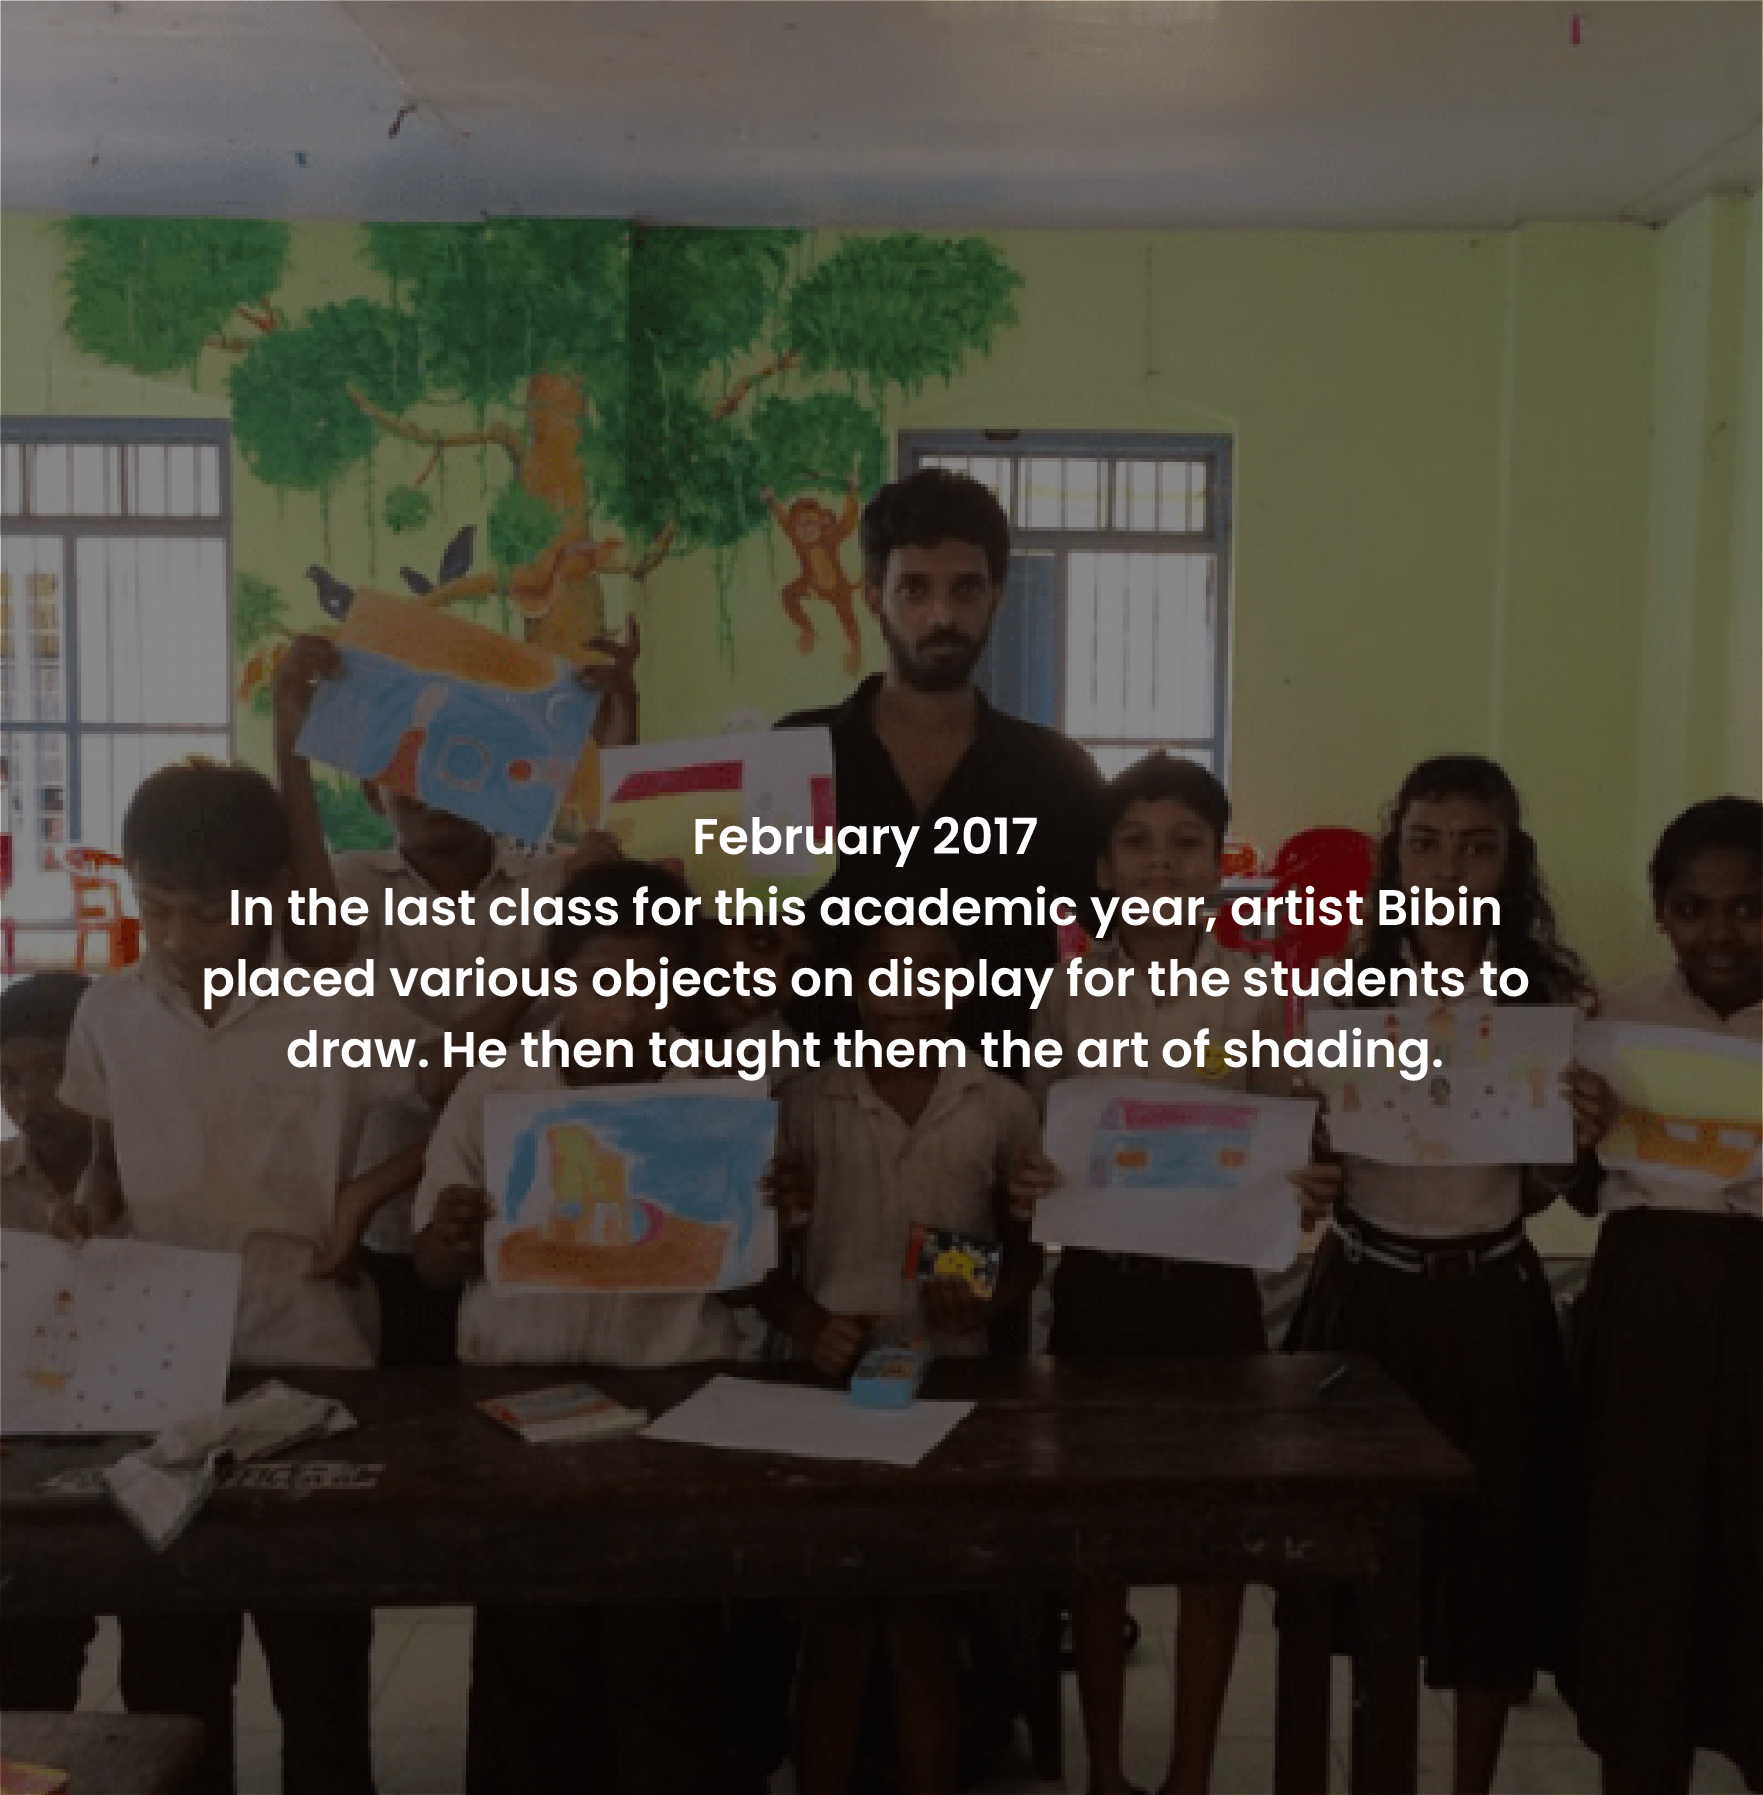 February 2017
In the last class for this academic year, artist Bibin
placed various objects on display for the students to
draw. He then taught them the art of shading.